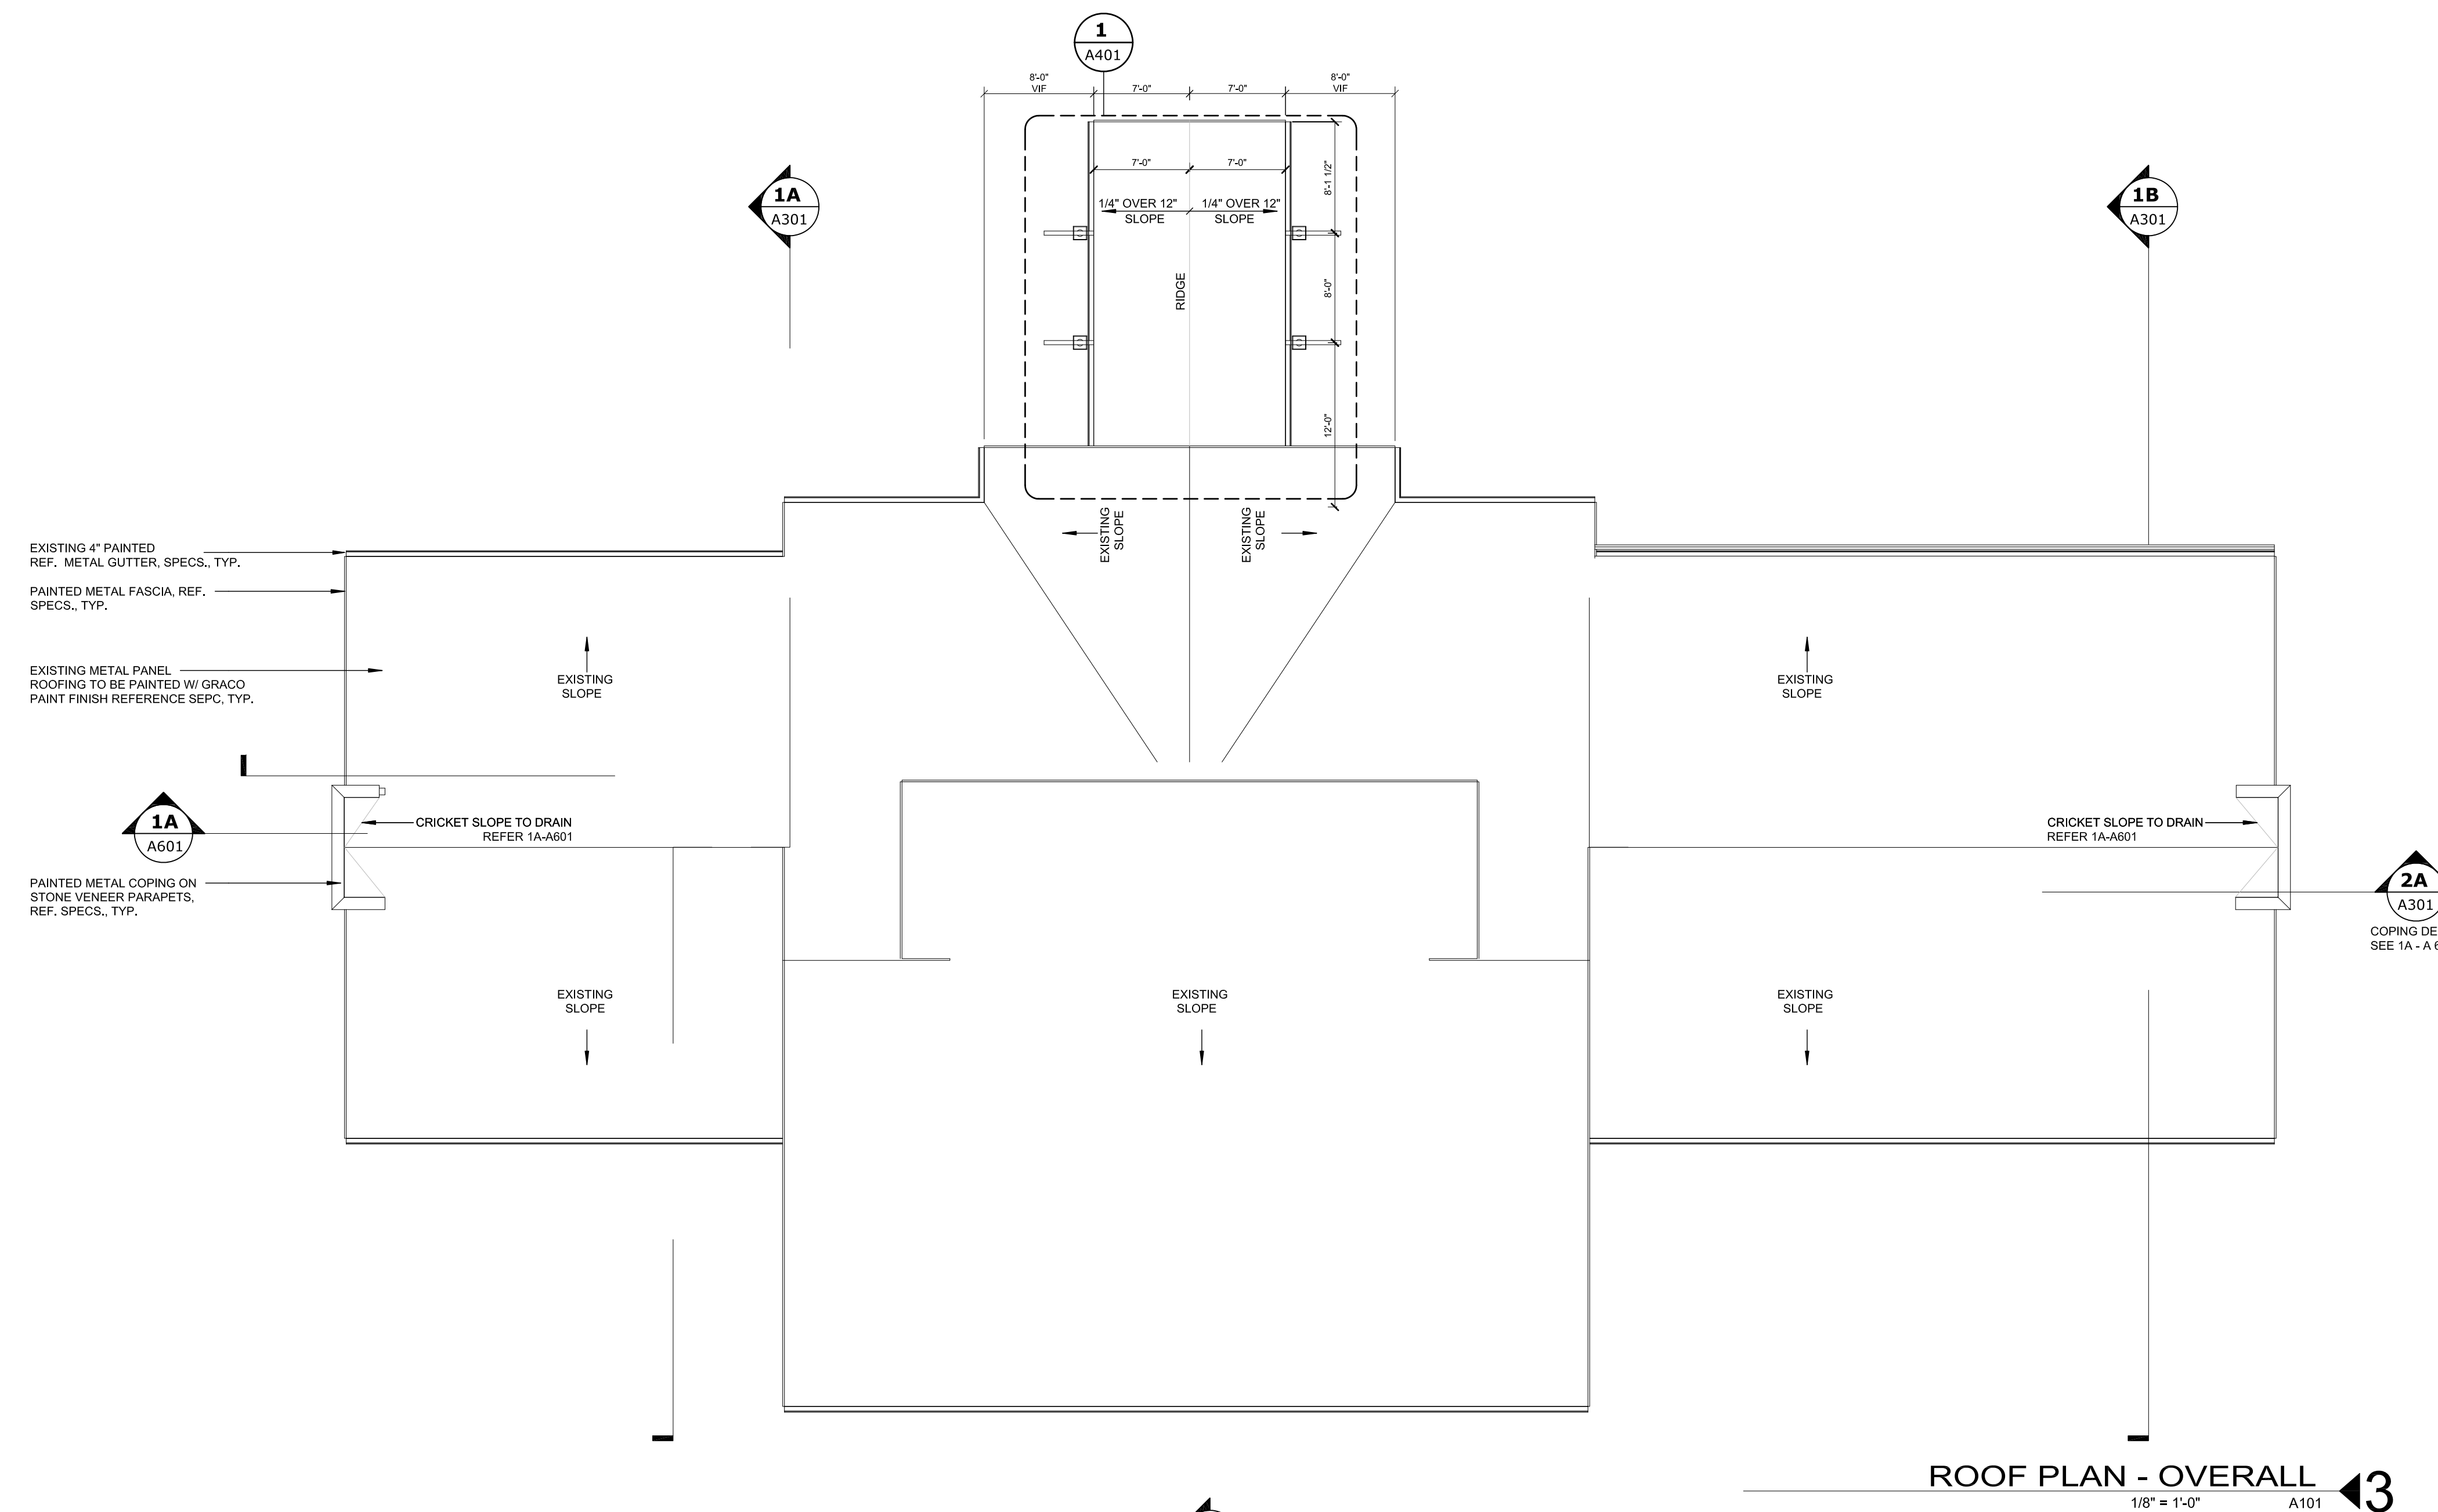 1
A401
8'-0"
VIF
7'-0"
7'-0"
8'-0"
VIF
7'-0"
7'-0"
8'-1 1/2"
1A
A301
1B
A301
1/4" OVER 12"
SLOPE
1/4" OVER 12"
SLOPE
RIDGE
8'-0"
12'-0"
EXISTING
SLOPE
EXISTING
SLOPE
EXISTING 4" PAINTED
REF. METAL GUTTER, SPECS., TYP.
PAINTED METAL FASCIA, REF.
SPECS., TYP.
EXISTING METAL PANEL
ROOFING TO BE PAINTED W/ GRACO
PAINT FINISH REFERENCE SEPC, TYP.
EXISTING
SLOPE
EXISTING
SLOPE
1A
A601
CRICKET SLOPE TO DRAIN
REFER 1A-A601
CRICKET SLOPE TO DRAIN
REFER 1A-A601
PAINTED METAL COPING ON
STONE VENEER PARAPETS,
REF. SPECS., TYP.
2A
A301
COPING DE
SEE 1A - A
EXISTING
SLOPE
EXISTING
SLOPE
EXISTING
SLOPE
ROOF PLAN - OVERALL
3
1/8" = 1'-0"
A101